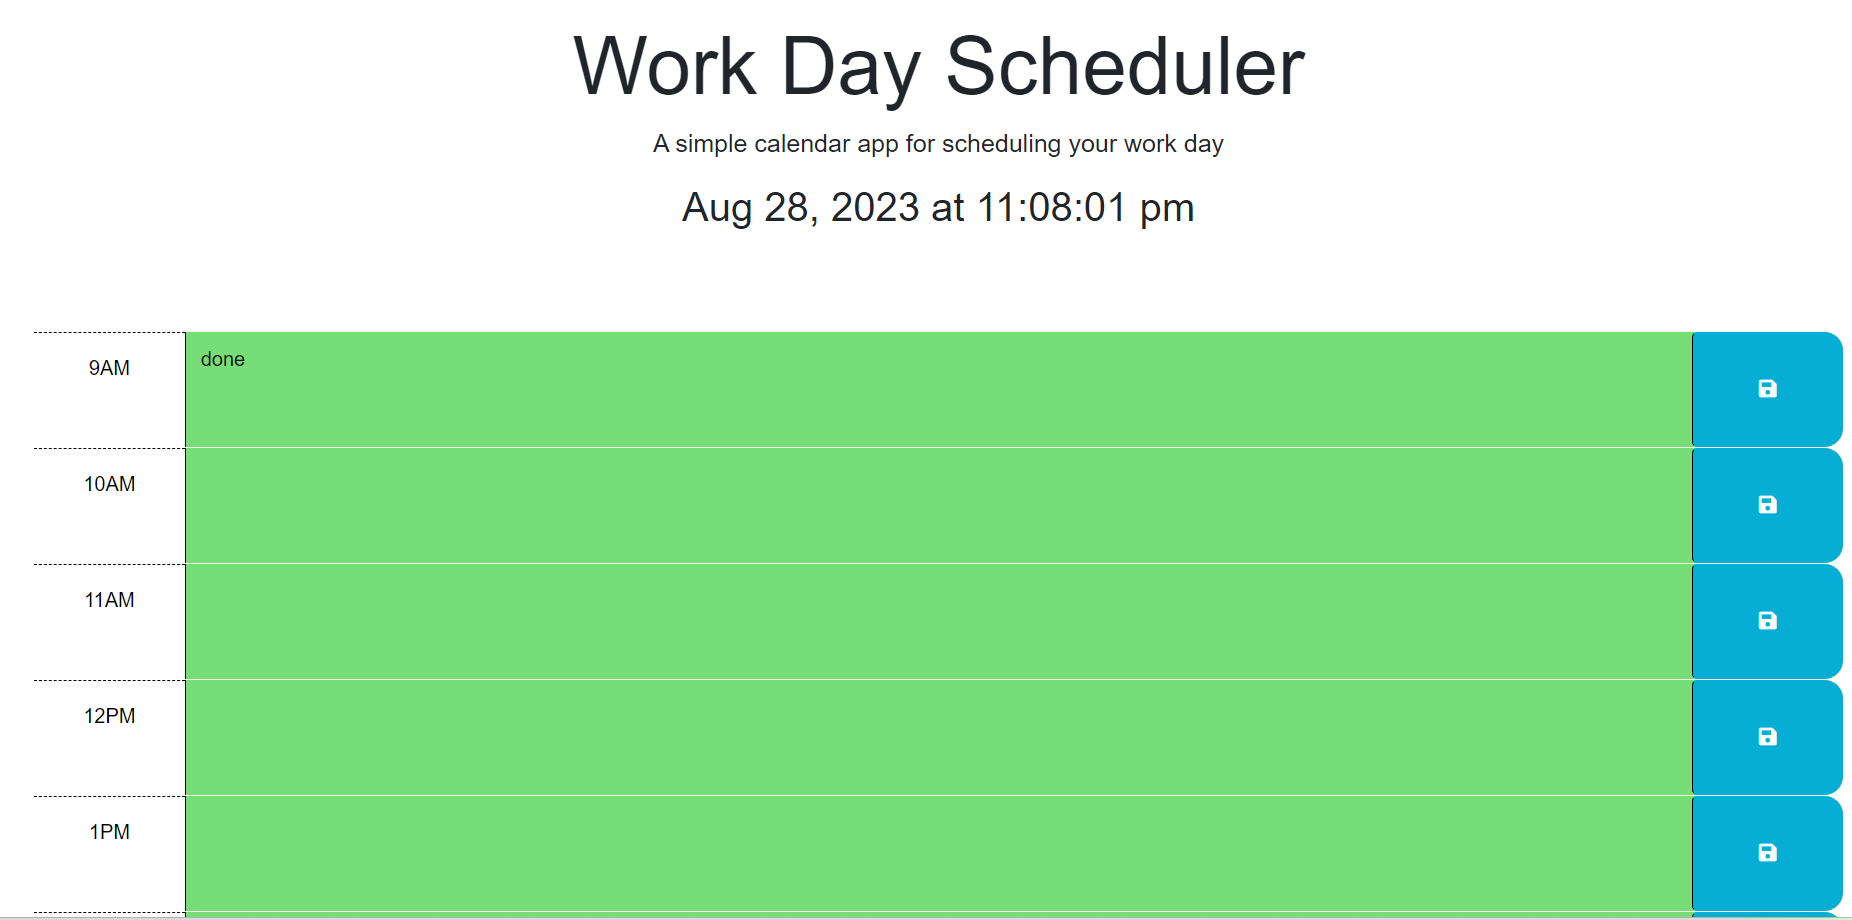 Work Day Scheduler
A simple calendar app for scheduling your work day
Aug 28, 2023 at 11:08:01 pm
9AM
done
10AM
11AM
12PM
1PM